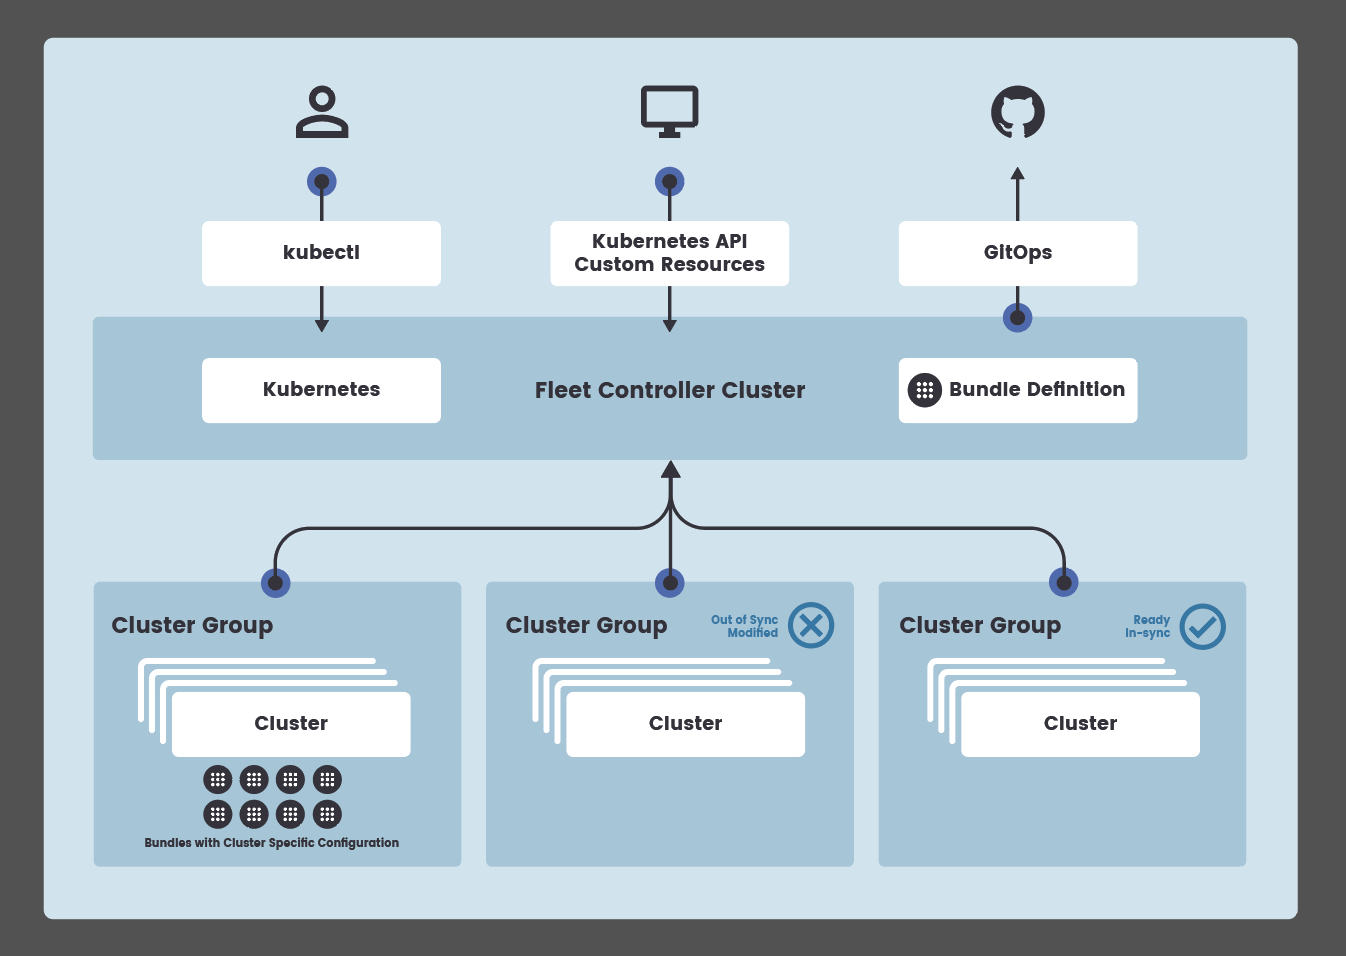 kubectl
Kubernetes API
Custom Resources
GitOps
Kubernetes
Fleet Controller Cluster
Bundle Definition
Cluster Group
Cluster
Bundles with Cluster Specific Configuration
Cluster Group
Out of Sync
Modified
Cluster
Cluster Group
Ready
In-sync
Cluster